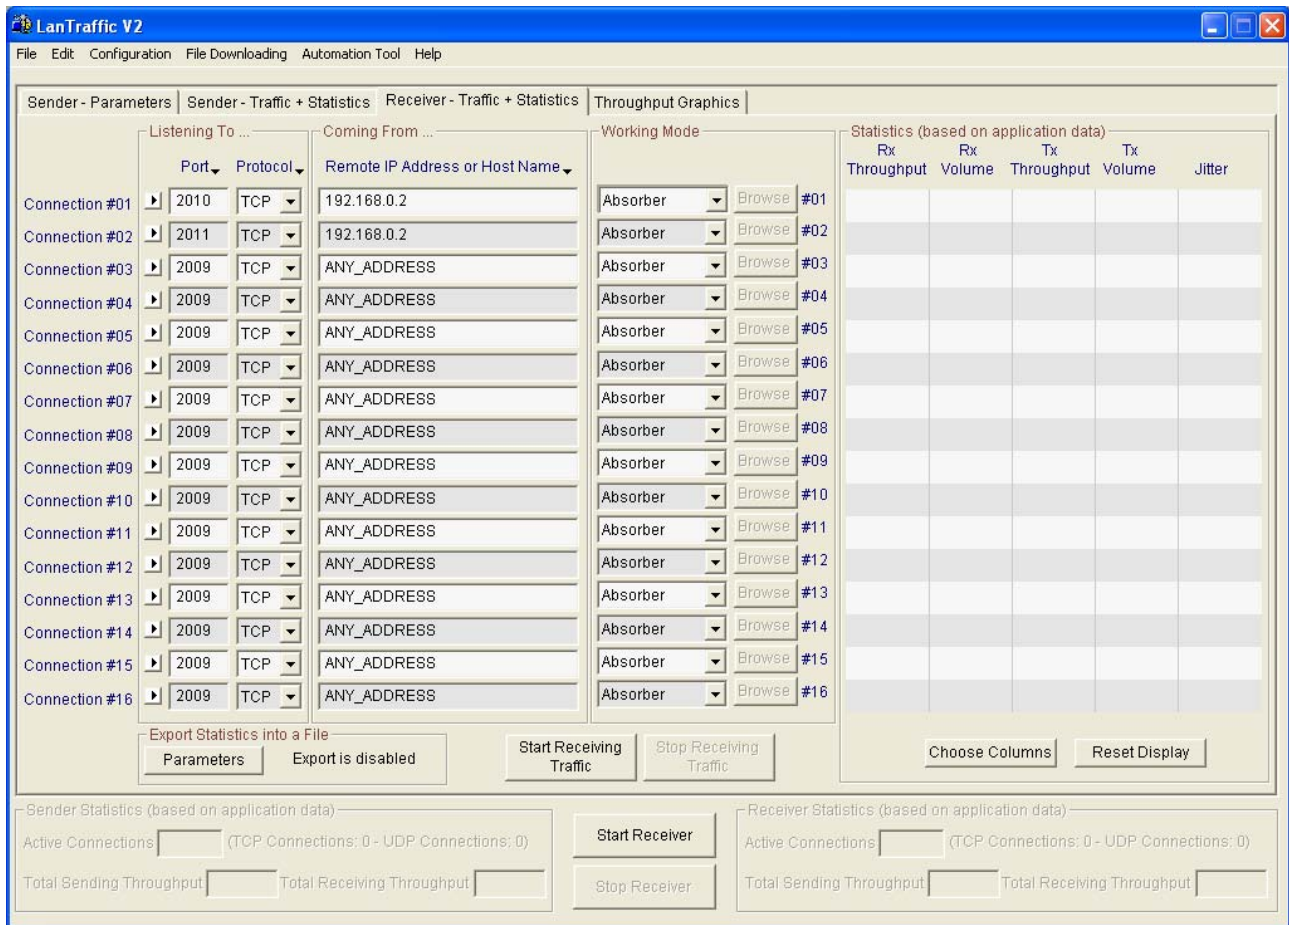 LanTraffic V2
File Edit Configuration File Downloading Automation Tool Help
Sender - Parameters Sender - Traffic + Statistics Receiver - Traffic + Statistics Throughput Graphics
Listening To ... Coming From ... Working Mode Statistics (based on application data)
Port Protocol Remote IP Address or Host Name Rx Throughput Rx Volume Tx Throughput Tx Volume Jitter
Connection #01 2010 TCP 192.168.0.2 Absorber Browse #01
Connection #02 2011 TCP 192.168.0.2 Absorber Browse #02
Connection #03 2009 TCP ANY_ADDRESS Absorber Browse #03
Connection #04 2009 TCP ANY_ADDRESS Absorber Browse #04
Connection #05 2009 TCP ANY_ADDRESS Absorber Browse #05
Connection #06 2009 TCP ANY_ADDRESS Absorber Browse #06
Connection #07 2009 TCP ANY_ADDRESS Absorber Browse #07
Connection #08 2009 TCP ANY_ADDRESS Absorber Browse #08
Connection #09 2009 TCP ANY_ADDRESS Absorber Browse #09
Connection #10 2009 TCP ANY_ADDRESS Absorber Browse #10
Connection #11 2009 TCP ANY_ADDRESS Absorber Browse #11
Connection #12 2009 TCP ANY_ADDRESS Absorber Browse #12
Connection #13 2009 TCP ANY_ADDRESS Absorber Browse #13
Connection #14 2009 TCP ANY_ADDRESS Absorber Browse #14
Connection #15 2009 TCP ANY_ADDRESS Absorber Browse #15
Connection #16 2009 TCP ANY_ADDRESS Absorber Browse #16
Export Statistics into a File
Parameters Export is disabled
Start Receiving Traffic
Stop Receiving Traffic
Choose Columns Reset Display
Sender Statistics (based on application data)
Active Connections (TCP Connections: 0 - UDP Connections: 0)
Total Sending Throughput Total Receiving Throughput
Start Receiver
Stop Receiver
Receiver Statistics (based on application data)
Active Connections (TCP Connections: 0 - UDP Connections: 0)
Total Sending Throughput Total Receiving Throughput